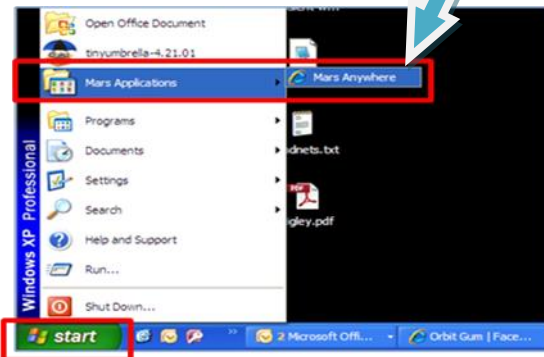 Open Office Document
tinyumbrella-4.21.01
Mars Applications
Mars Anywhere
Programs
Documents
dnets.txt
Settings
Search
igley.pdf
Help and Support
Run...
Shut Down...
Windows XP Professional
start
2 Microsoft Offi...
Orbit Gum | Face...